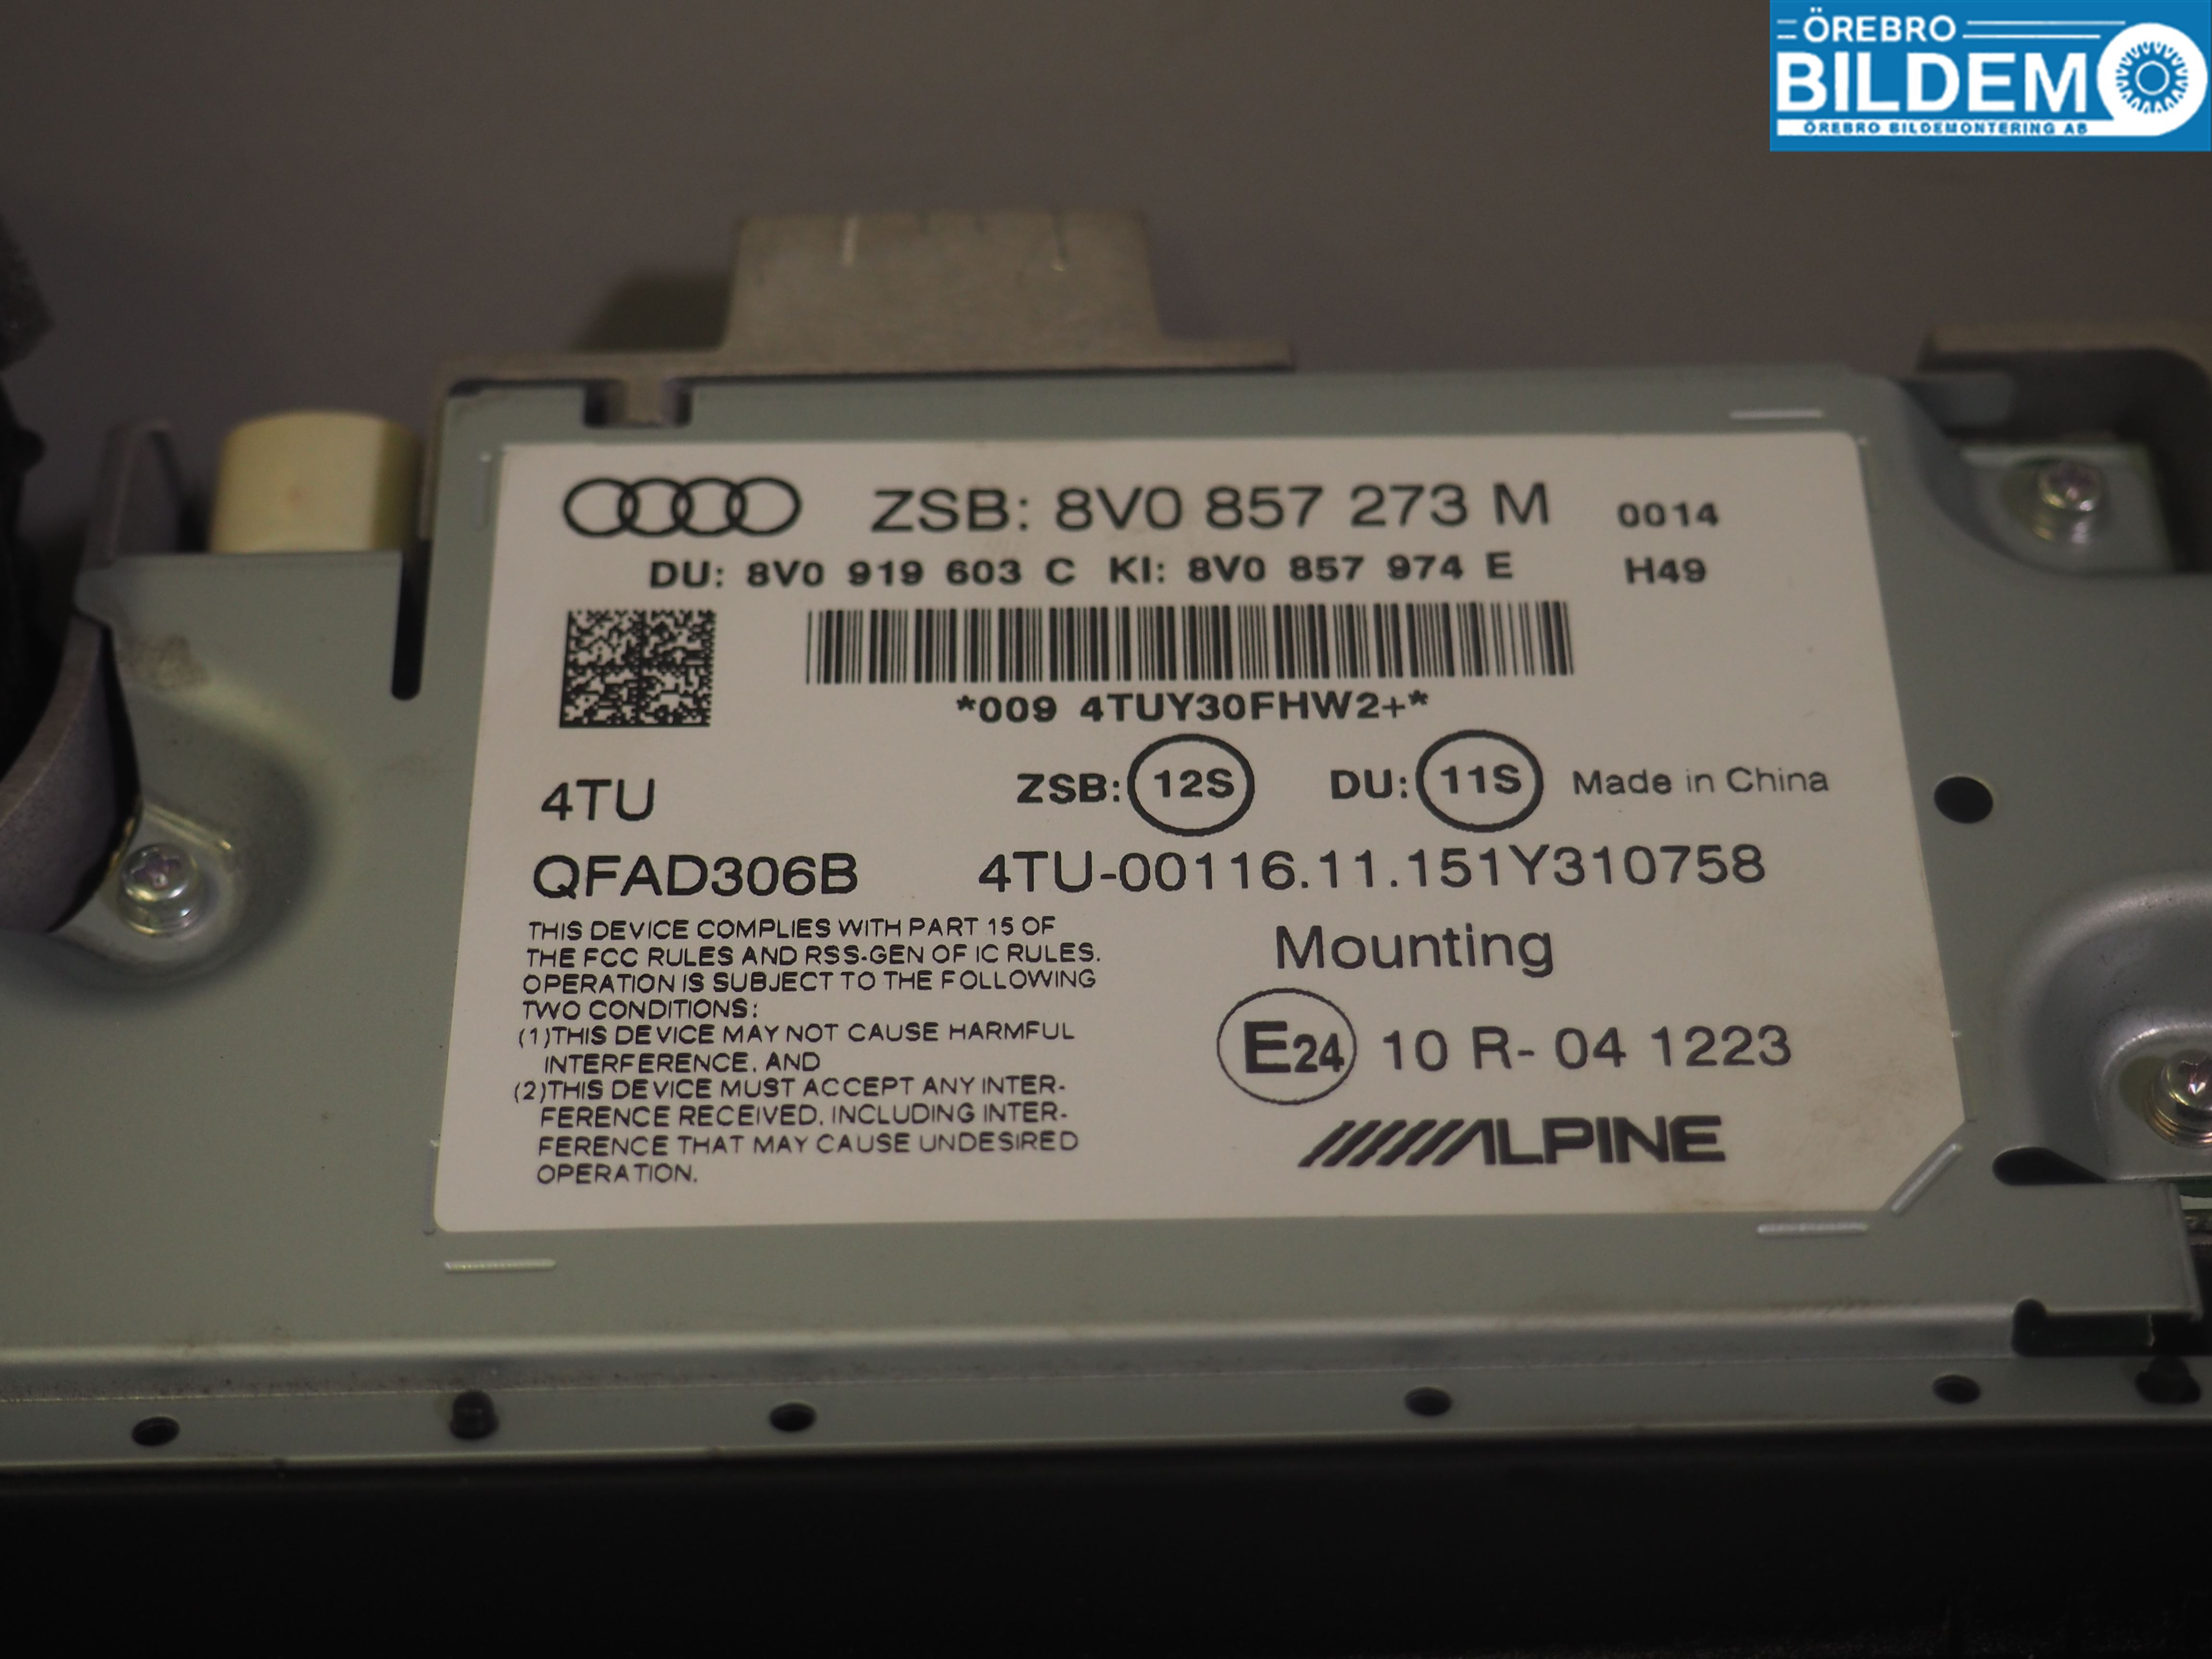 ÖREBRO
BILDEMO
ÖREBRO BILDEMONTERING AB
ZSB: 8V0 857 273 M 0014
DU: 8V0 919 603 C KI: 8V0 857 974 E H49
*009 4TUY30FHW2+*
4TU ZSB: 12S DU: 11S Made in China
QFAD306B 4TU-00116.11.151Y310758
THIS DEVICE COMPLIES WITH PART 15 OF
THE FCC RULES AND RSS-GEN OF IC RULES.
OPERATION IS SUBJECT TO THE FOLLOWING
TWO CONDITIONS:
(1)THIS DEVICE MAY NOT CAUSE HARMFUL
INTERFERENCE, AND
(2)THIS DEVICE MUST ACCEPT ANY INTER-
FERENCE RECEIVED, INCLUDING INTER-
FERENCE THAT MAY CAUSE UNDESIRED
OPERATION.
Mounting
E24 10 R- 04 1223
ALPINE